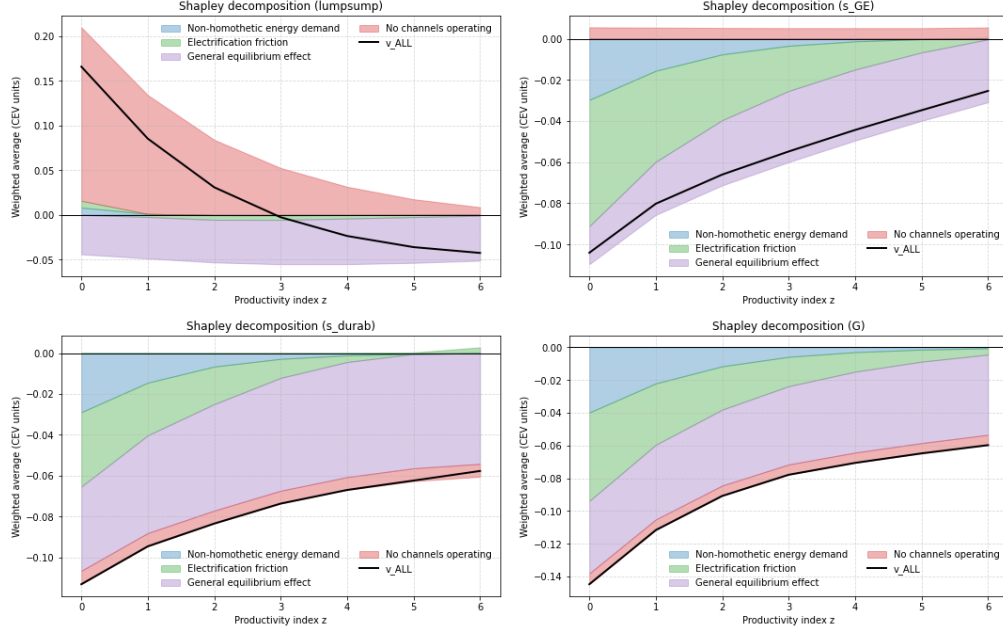 Shapley decomposition (lumpsump)
Weighted average (CEV units)
0.20
0.15
0.10
0.05
0.00
−0.05
Non-homothetic energy demand
Electrification friction
General equilibrium effect
No channels operating
v_ALL
0 1 2 3 4 5 6
Productivity index z
Shapley decomposition (s_GE)
Weighted average (CEV units)
0.00
−0.02
−0.04
−0.06
−0.08
−0.10
Non-homothetic energy demand
Electrification friction
General equilibrium effect
No channels operating
v_ALL
0 1 2 3 4 5 6
Productivity index z
Shapley decomposition (s_durab)
Weighted average (CEV units)
0.00
−0.02
−0.04
−0.06
−0.08
−0.10
Non-homothetic energy demand
Electrification friction
General equilibrium effect
No channels operating
v_ALL
0 1 2 3 4 5 6
Productivity index z
Shapley decomposition (G)
Weighted average (CEV units)
0.00
−0.02
−0.04
−0.06
−0.08
−0.10
−0.12
−0.14
Non-homothetic energy demand
Electrification friction
General equilibrium effect
No channels operating
v_ALL
0 1 2 3 4 5 6
Productivity index z